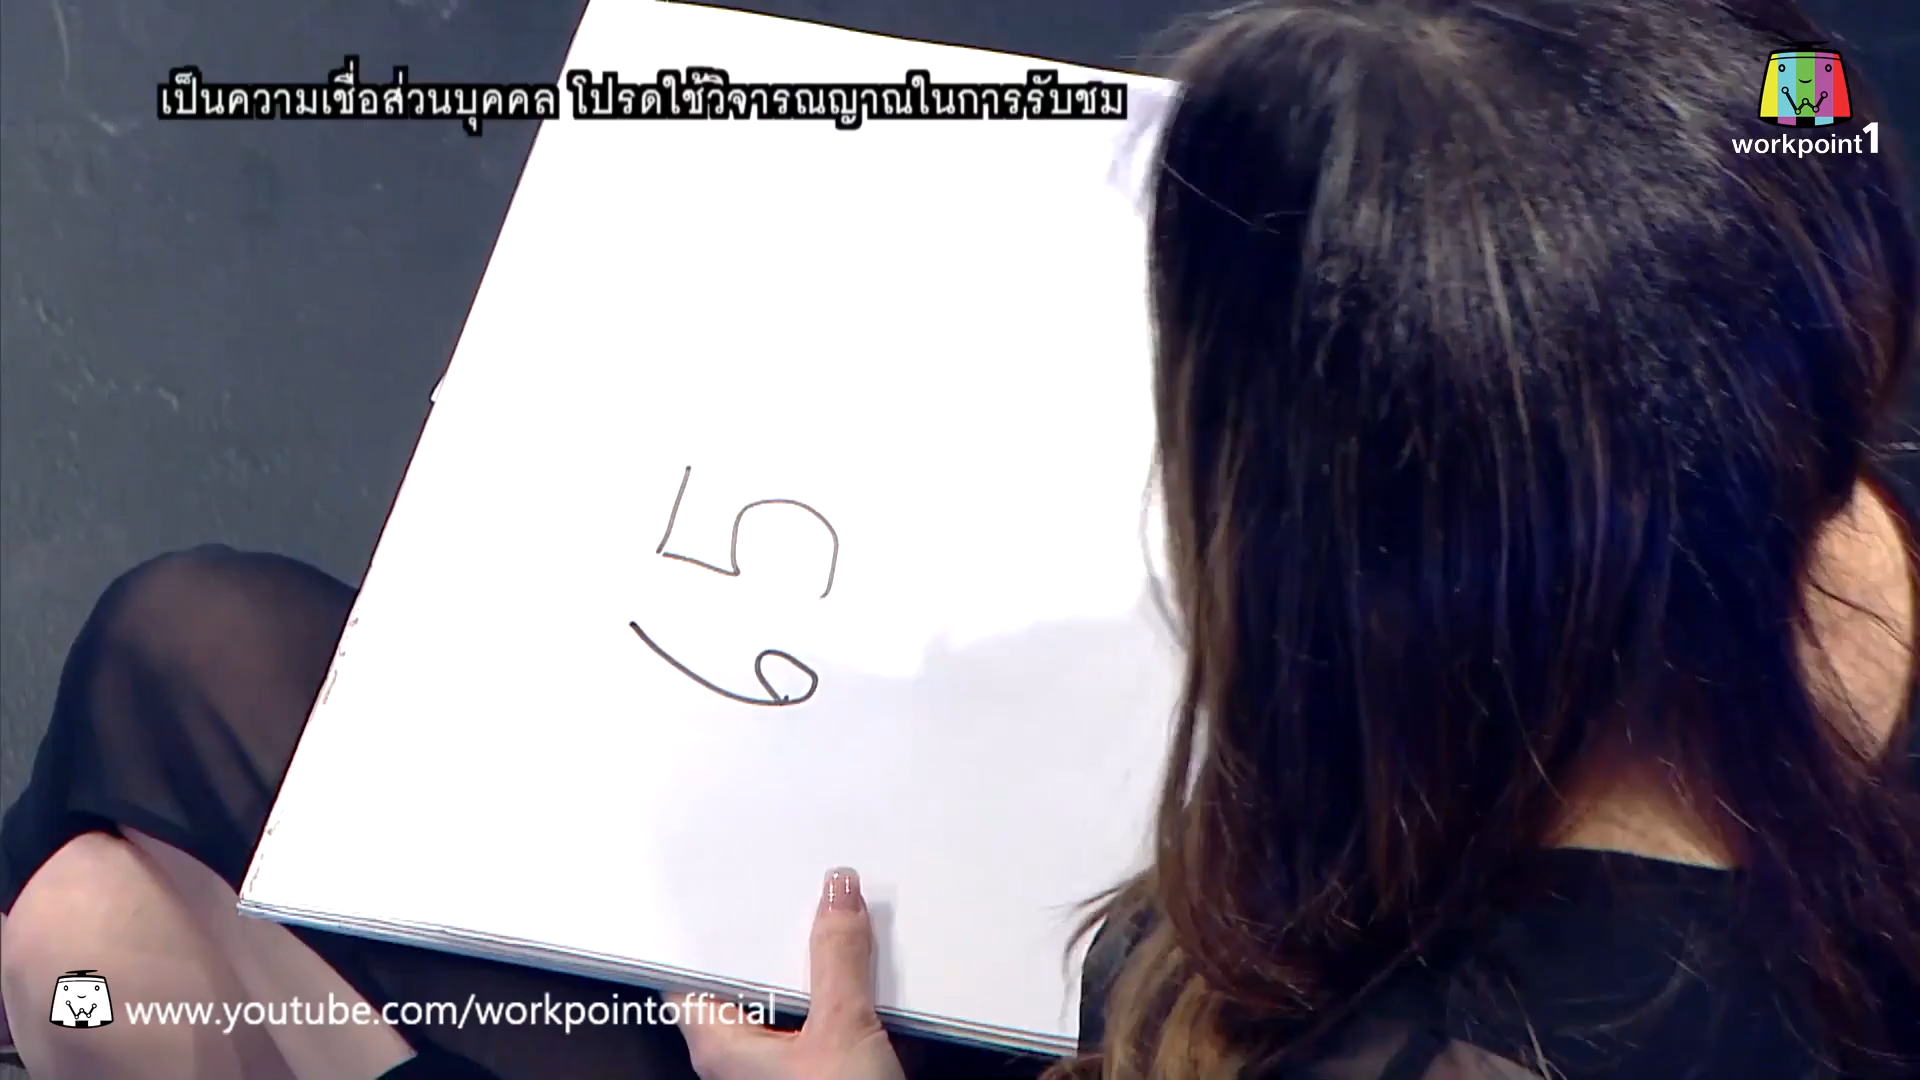 เป็นความเชื่อส่วนบุคคล โปรดใช้วิจารณญาณในการรับชม
workpoint1
65
www.youtube.com/workpointofficial